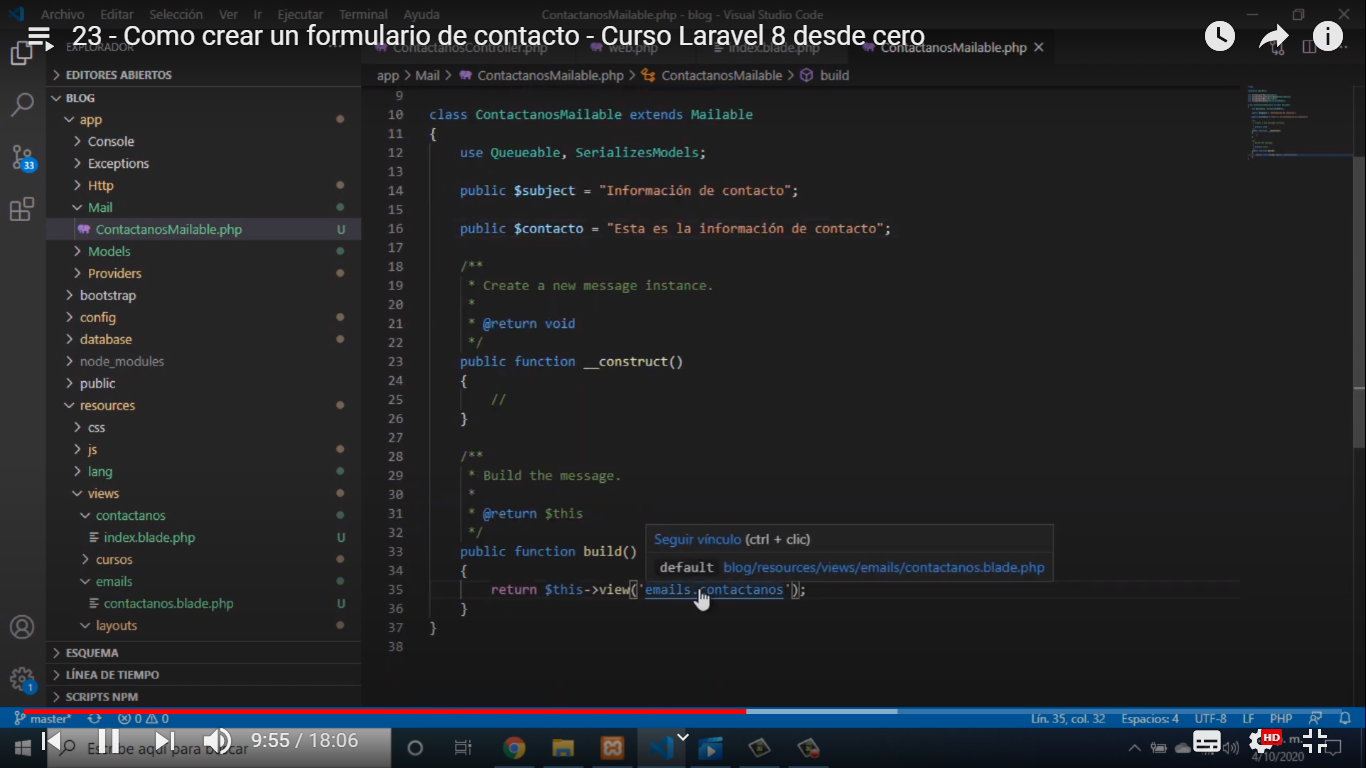 Archivo Editar Selección Ver Ir Ejecutar Terminal Ayuda
ContactanosMailable.php - blog - Visual Studio Code
23 - Como crear un formulario de contacto - Curso Laravel 8 desde cero
EXPLORADOR
ContactanosController.php web.php index.blade.php ContactanosMailable.php
EDITORES ABIERTOS
app > Mail > ContactanosMailable.php > ContactanosMailable > build
BLOG
app
Console
Exceptions
Http
Mail
ContactanosMailable.php U
Models
Providers
bootstrap
config
database
node_modules
public
resources
css
js
lang
views
contactanos
index.blade.php U
cursos
emails
contactanos.blade.php U
layouts
ESQUEMA
LÍNEA DE TIEMPO
SCRIPTS NPM
33
1
9
10 class ContactanosMailable extends Mailable
11 {
12 use Queueable, SerializesModels;
13
14 public $subject = "Información de contacto";
15
16 public $contacto = "Esta es la información de contacto";
17
18 /**
19 * Create a new message instance.
20 *
21 * @return void
22 */
23 public function __construct()
24 {
25 //
26 }
27
28 /**
29 * Build the message.
30 *
31 * @return $this
32 */
33 public function build()
34 {
35 return $this->view('emails.contactanos');
36 }
37 }
38
Seguir vínculo (ctrl + clic)
default blog/resources/views/emails/contactanos.blade.php
master* 0 0
Lín. 35, col. 32 Espacios: 4 UTF-8 LF PHP
Escribe aquí para buscar
9:55 / 18:06
HD
4/10/2020